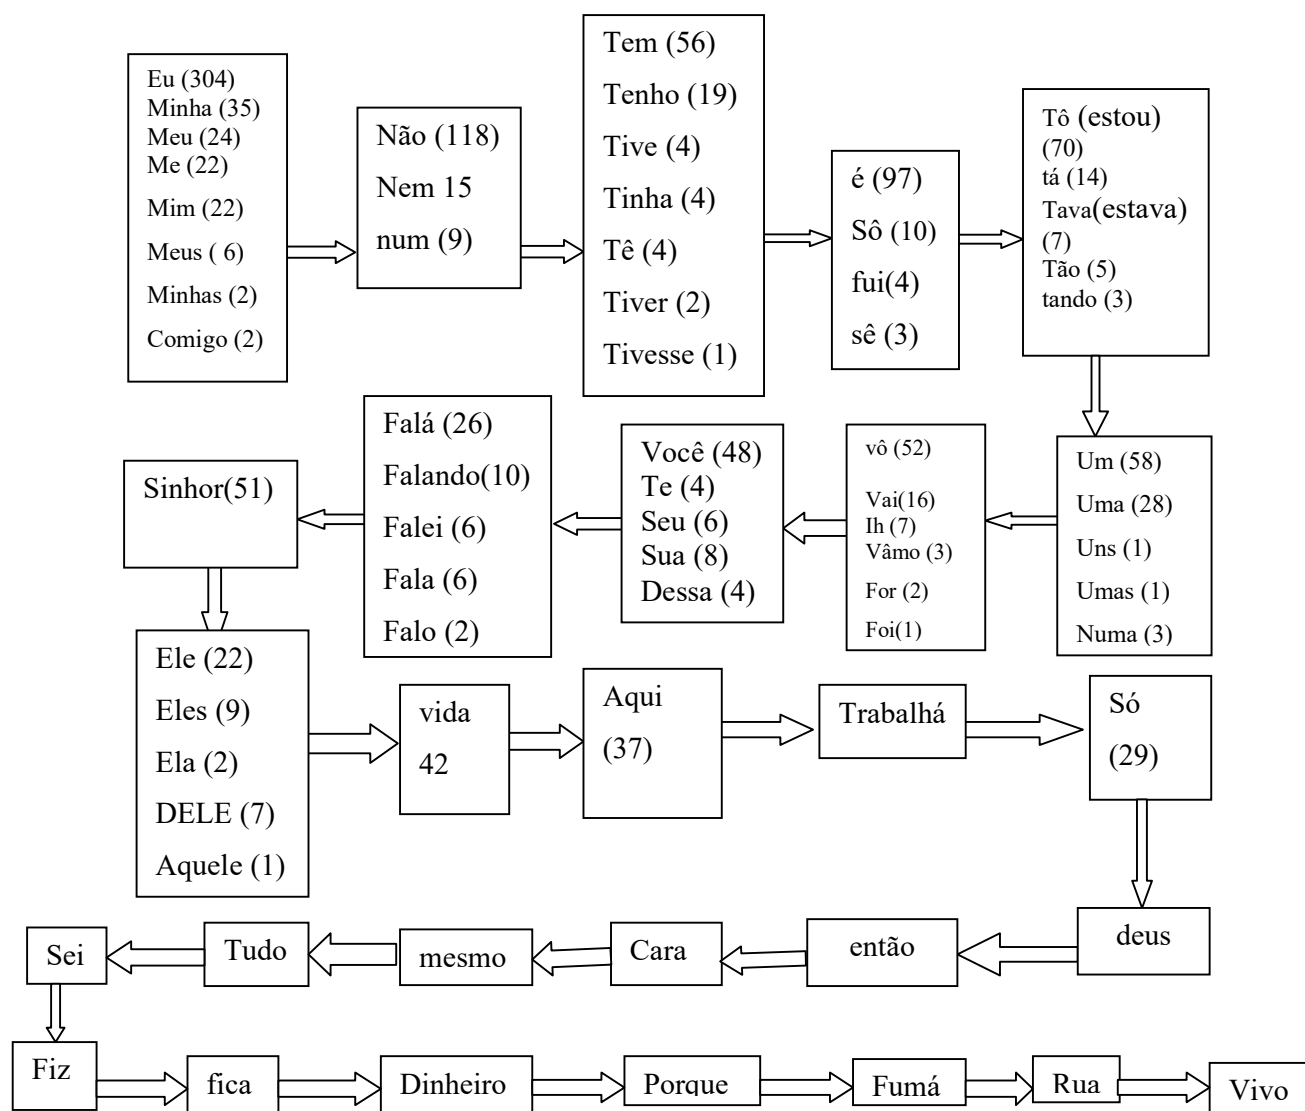 Eu (304)
Minha (35)
Meu (24)
Me (22)
Mim (22)
Meus ( 6)
Minhas (2)
Comigo (2)
Não (118)
Nem 15
num (9)
Tem (56)
Tenho (19)
Tive (4)
Tinha (4)
Tê (4)
Tiver (2)
Tivesse (1)
é (97)
Sô (10)
fui(4)
sê (3)
Tô (estou)
(70)
tá (14)
Tava(estava)
(7)
Tão (5)
tando (3)
Um (58)
Uma (28)
Uns (1)
Umas (1)
Numa (3)
vô (52)
Vai(16)
Ih (7)
Vâmo (3)
For (2)
Foi(1)
Você (48)
Te (4)
Seu (6)
Sua (8)
Dessa (4)
Falá (26)
Falando(10)
Falei (6)
Fala (6)
Falo (2)
Sinhor(51)
Ele (22)
Eles (9)
Ela (2)
DELE (7)
Aquele (1)
vida
42
Aqui
(37)
Trabalhá
Só
(29)
deus
então
Cara
mesmo
Tudo
Sei
Fiz
fica
Dinheiro
Porque
Fumá
Rua
Vivo